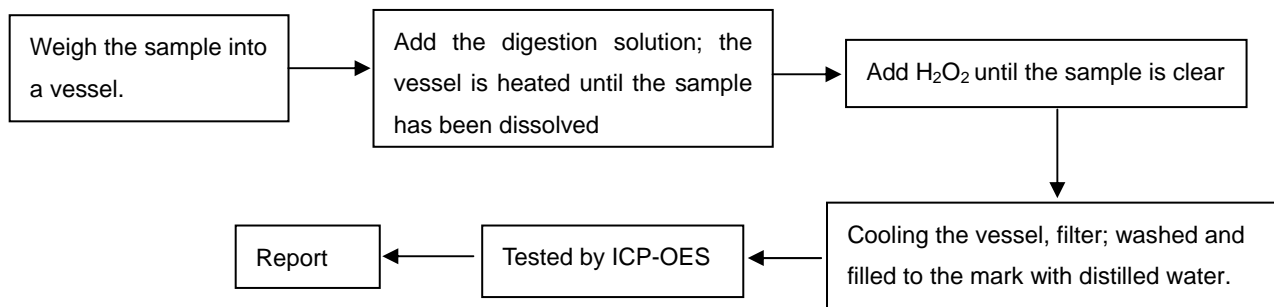 Weigh the sample into
a vessel.
Add the digestion solution; the
vessel is heated until the sample
has been dissolved
Add H₂O₂ until the sample is clear
Cooling the vessel, filter; washed and
filled to the mark with distilled water.
Tested by ICP-OES
Report